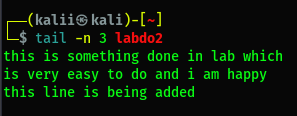 ┌──(kalii㉿kali)-[~]
└─$ tail -n 3 labdo2
this is something done in lab which
is very easy to do and i am happy
this line is being added